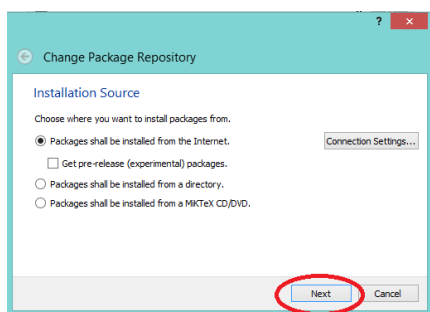 ?
Change Package Repository
Installation Source
Choose where you want to install packages from.
Packages shall be installed from the Internet.
Connection Settings...
Get pre-release (experimental) packages.
Packages shall be installed from a directory.
Packages shall be installed from a MiKTeX CD/DVD.
Next
Cancel